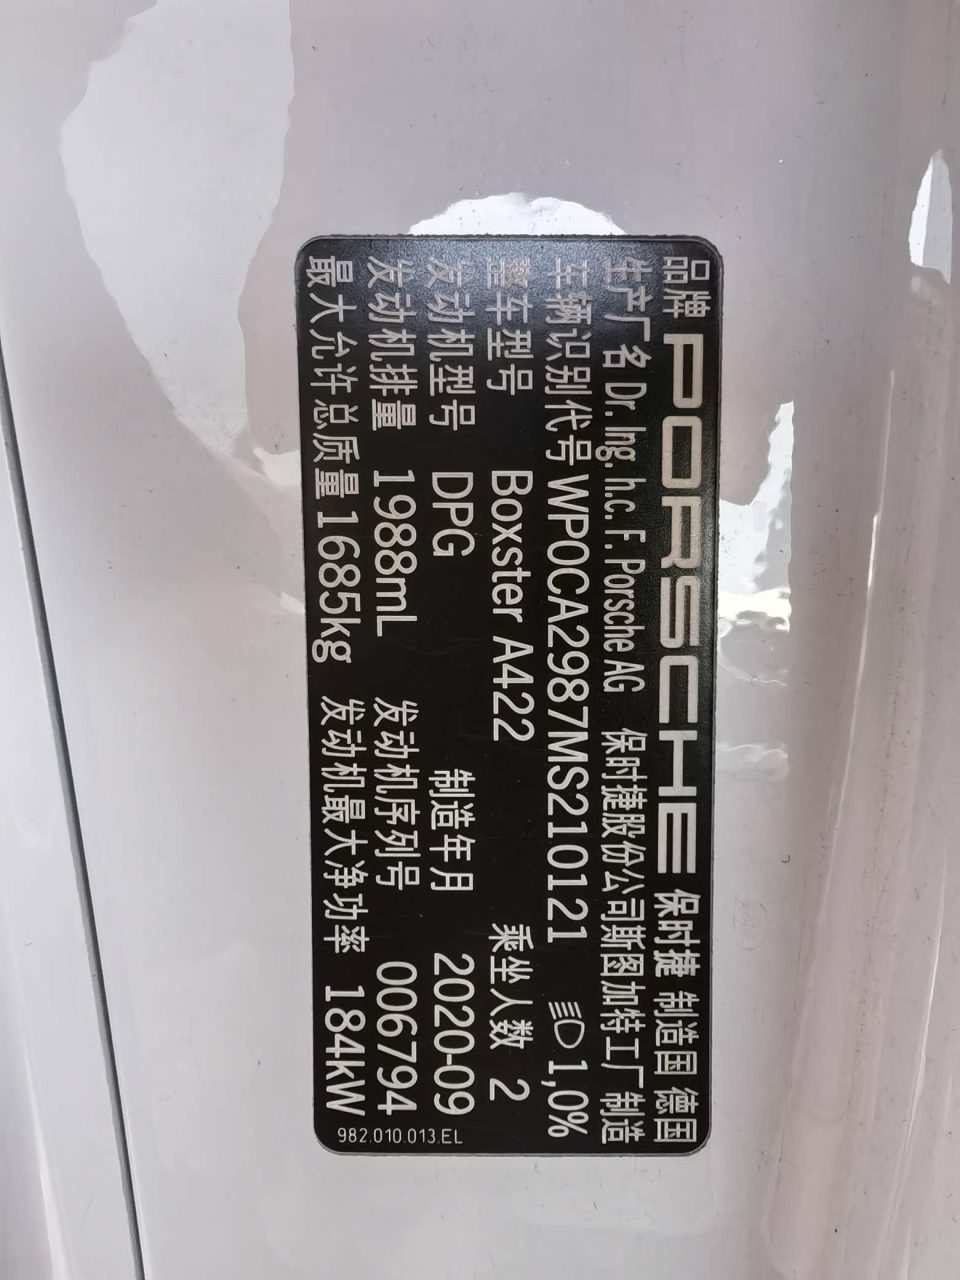 品牌 PORSCHE 保时捷 制造国 德国
生产厂名 Dr. Ing. h.c. F. Porsche AG 保时捷股份公司斯图加特工厂制造
车辆识别代号 WP0CA2987MS210121 1,0%
整车型号 Boxster A422 乘坐人数 2
发动机型号 DPG 制造年月 2020-09
发动机排量 1988mL 发动机序列号 006794
最大允许总质量 1685kg 发动机最大净功率 184kW
982.010.013.EL